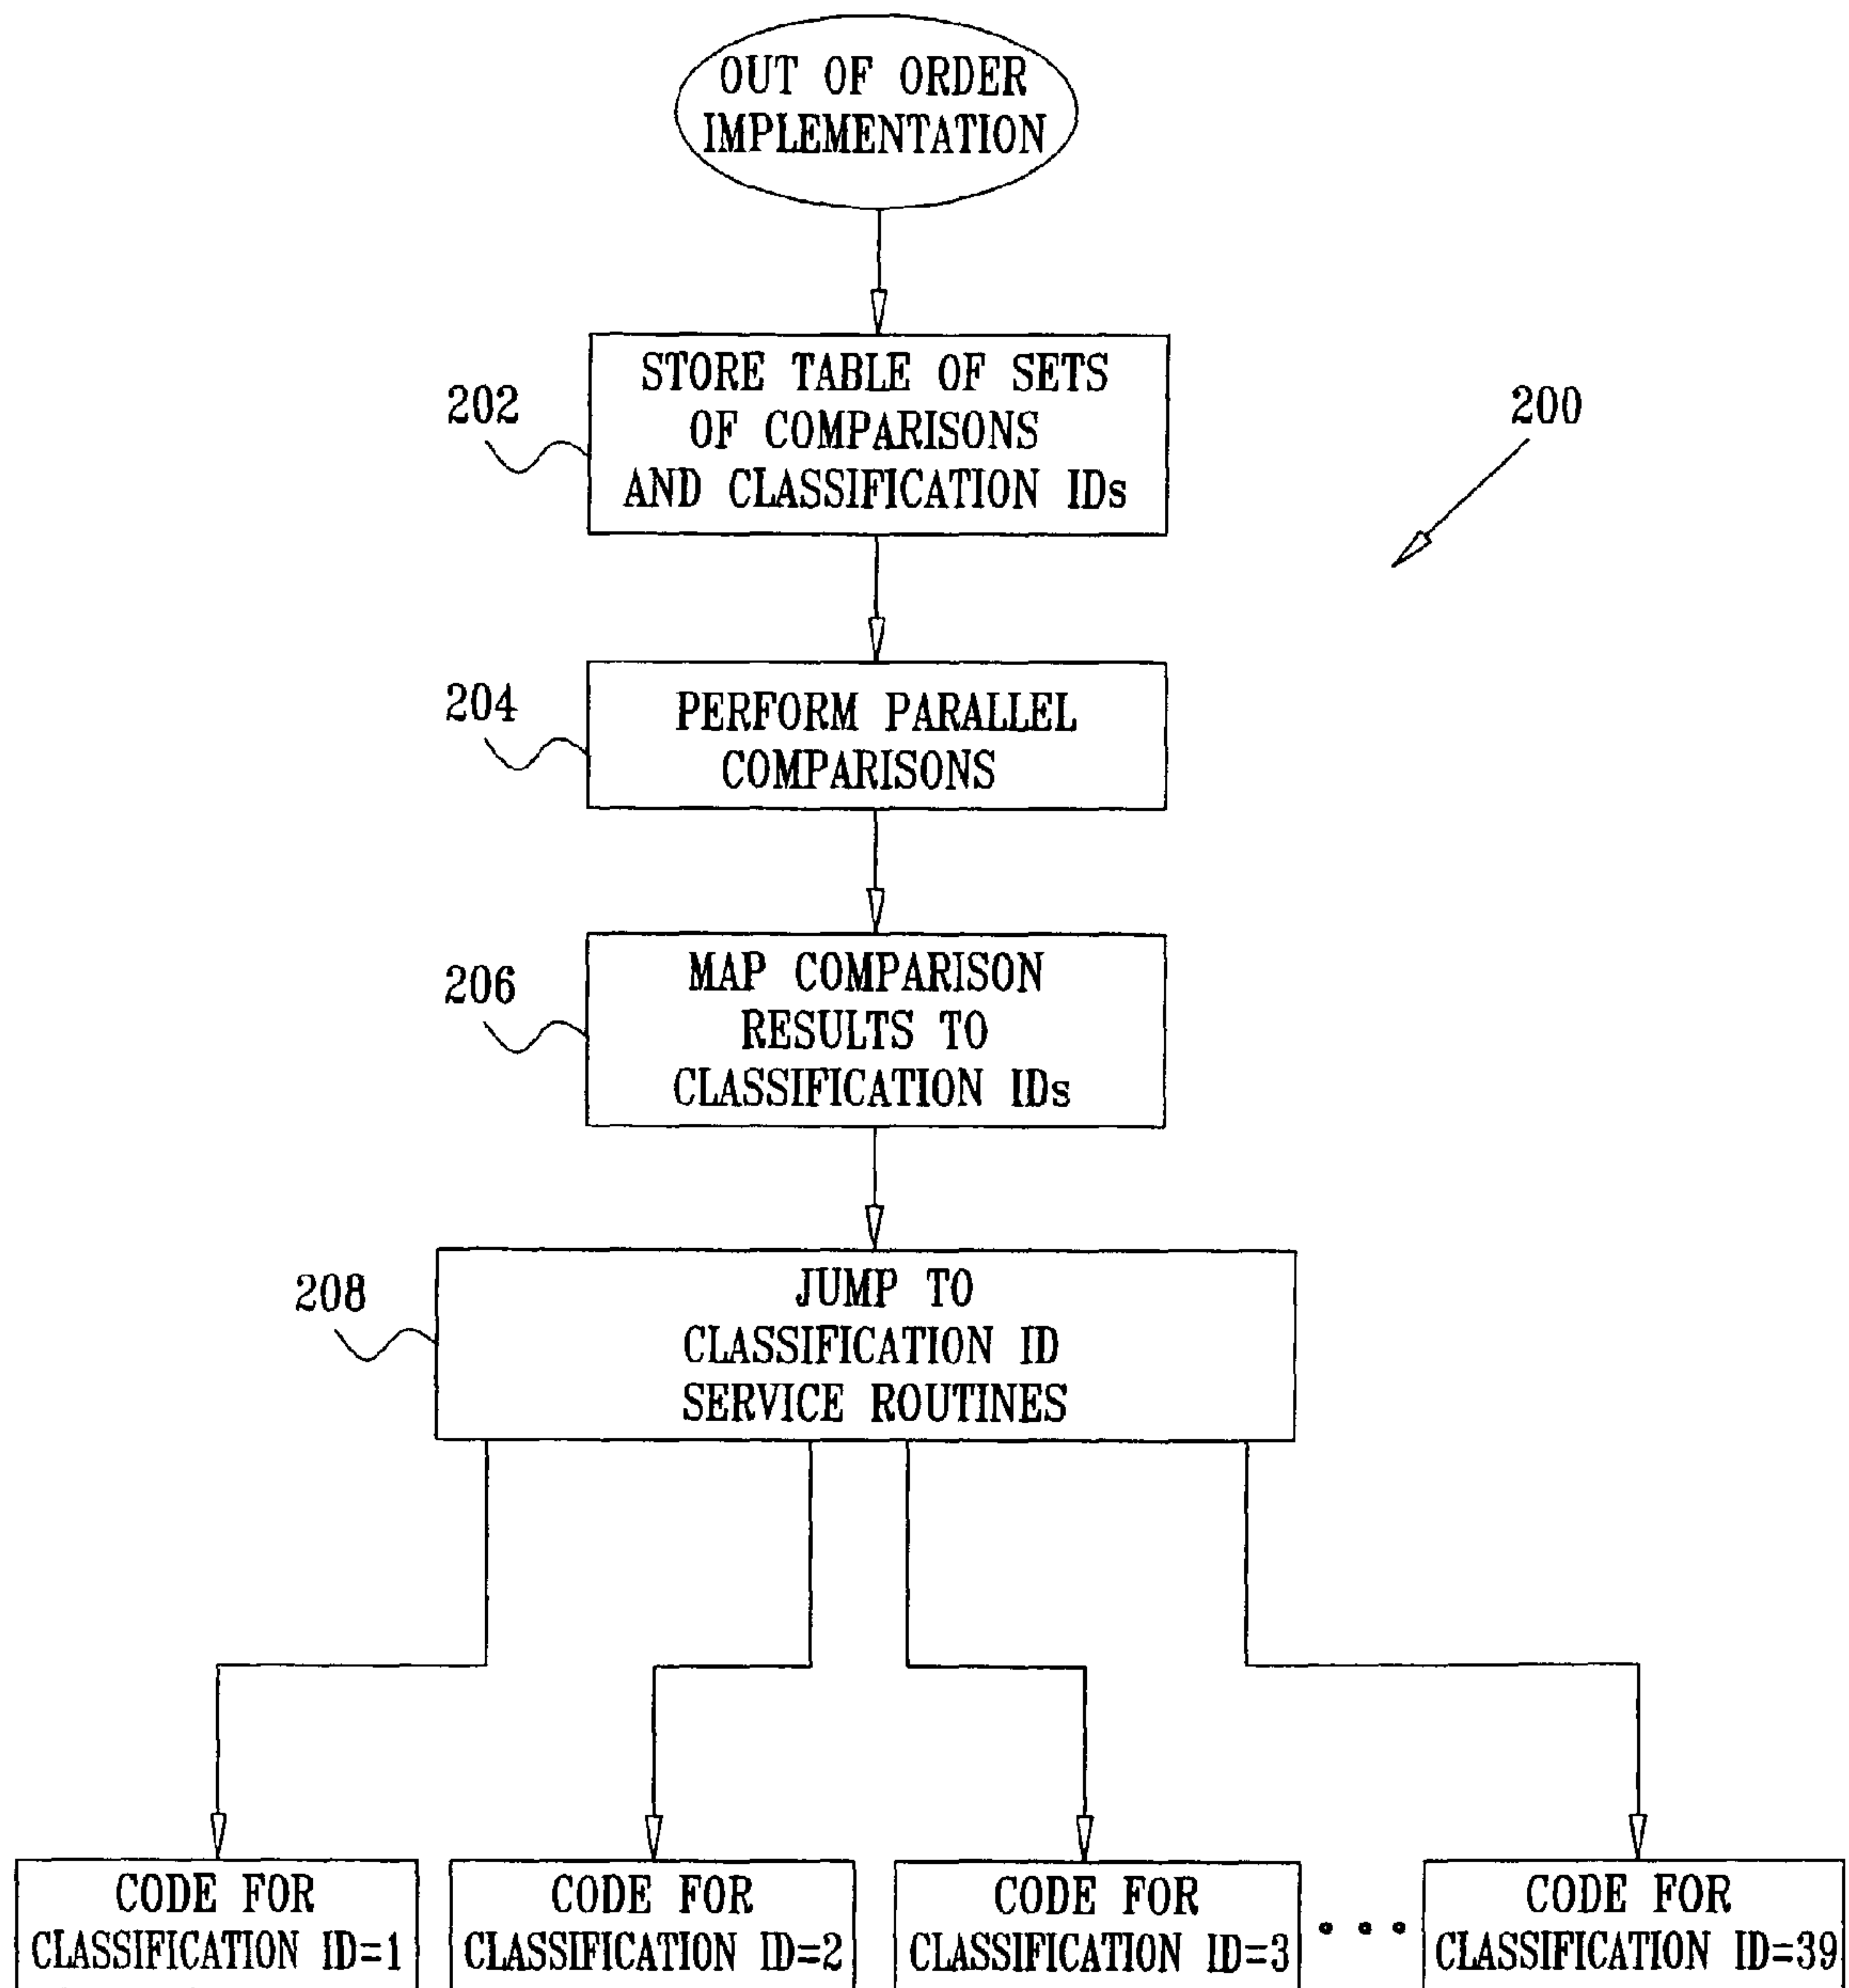 OUT OF ORDER
IMPLEMENTATION
202
STORE TABLE OF SETS
OF COMPARISONS
AND CLASSIFICATION IDs
200
204
PERFORM PARALLEL
COMPARISONS
206
MAP COMPARISON
RESULTS TO
CLASSIFICATION IDs
208
JUMP TO
CLASSIFICATION ID
SERVICE ROUTINES
CODE FOR
CLASSIFICATION ID=1
CODE FOR
CLASSIFICATION ID=2
CODE FOR
CLASSIFICATION ID=3
• • •
CODE FOR
CLASSIFICATION ID=39